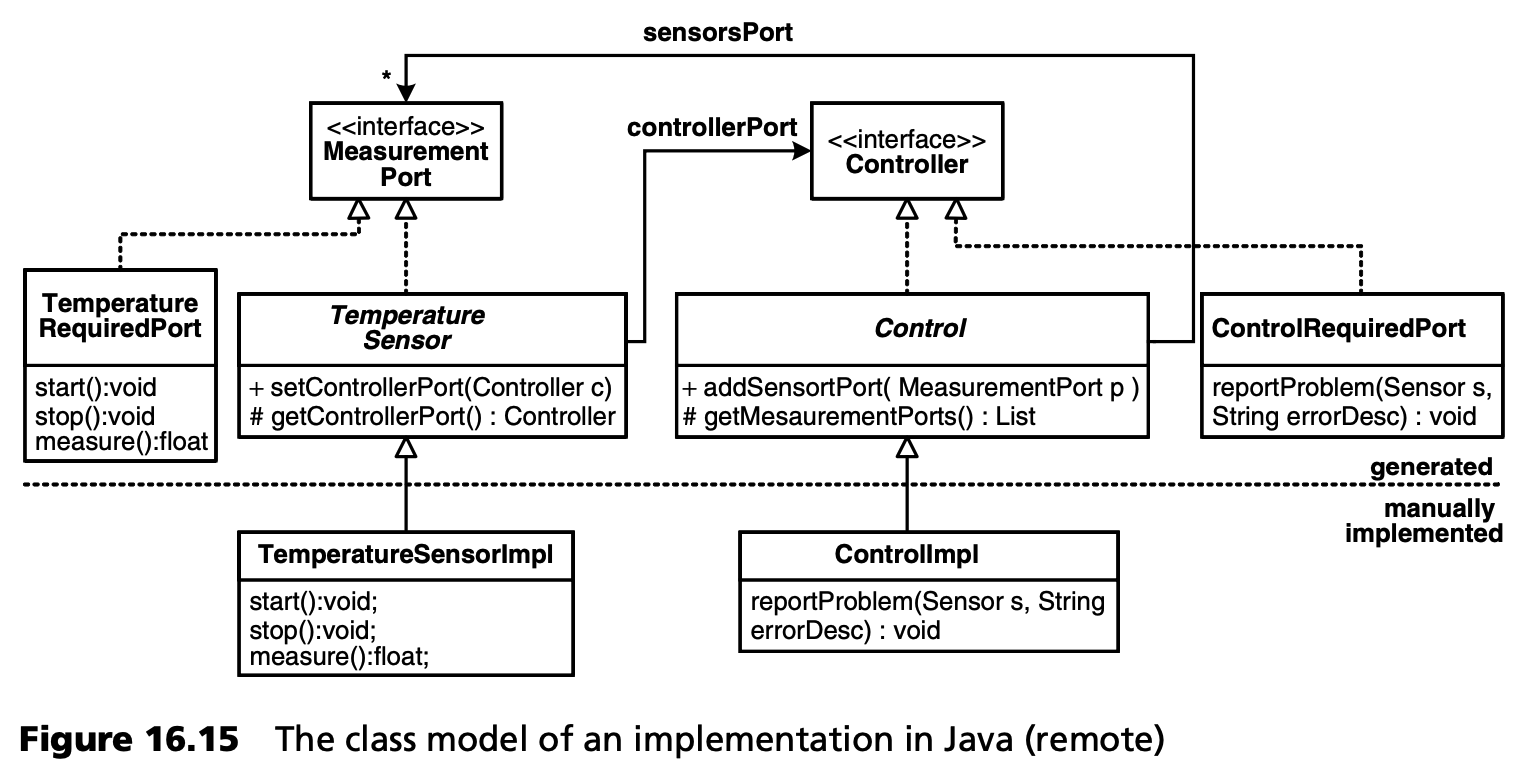 sensorsPort
*
<<interface>>
Measurement
Port
controllerPort
<<interface>>
Controller
Temperature
RequiredPort
start():void
stop():void
measure():float
Temperature
Sensor
+ setControllerPort(Controller c)
# getControllerPort() : Controller
Control
+ addSensortPort( MeasurementPort p )
# getMesaurementPorts() : List
ControlRequiredPort
reportProblem(Sensor s,
String errorDesc) : void
generated
manually
implemented
TemperatureSensorImpl
start():void;
stop():void;
measure():float;
ControlImpl
reportProblem(Sensor s, String
errorDesc) : void
Figure 16.15 The class model of an implementation in Java (remote)